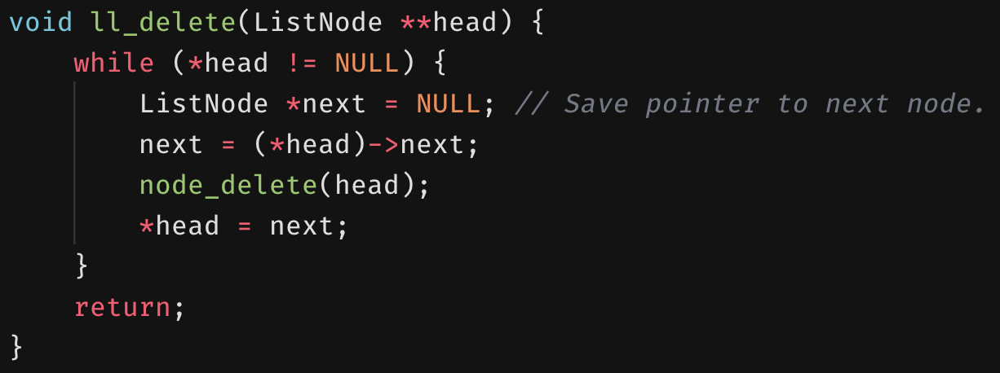 void ll_delete(ListNode **head) {
    while (*head != NULL) {
        ListNode *next = NULL; // Save pointer to next node.
        next = (*head)->next;
        node_delete(head);
        *head = next;
    }
    return;
}